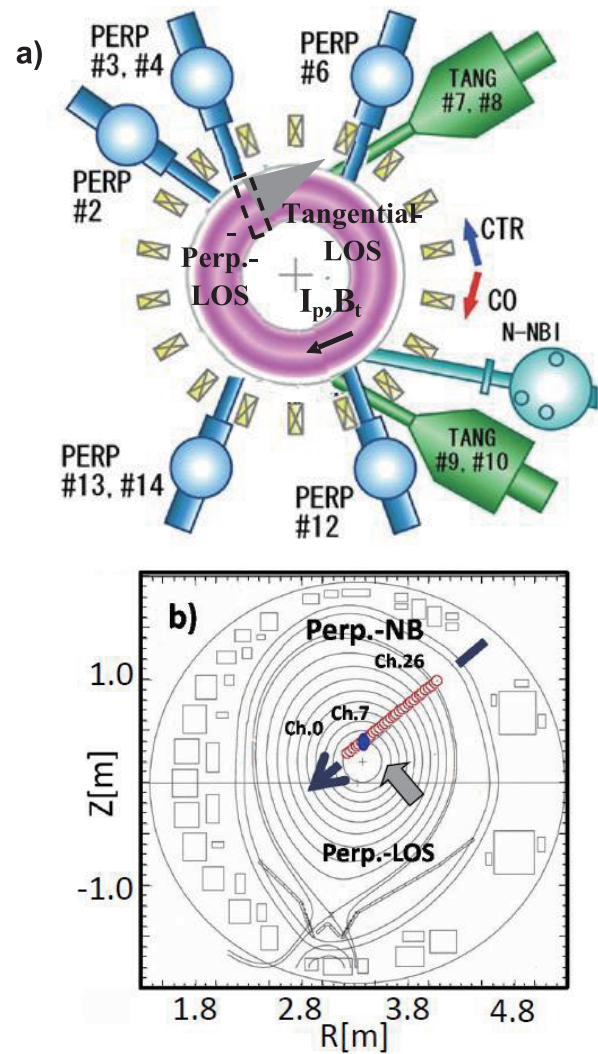 a)
PERP
#3, #4
PERP
#6
TANG
#7, #8
PERP
#2
Tangential-
LOS
Perp.-
LOS
CTR
CO
Ip,Bt
N-NBI
TANG
#9, #10
PERP
#13, #14
PERP
#12
b)
Perp.-NB
Ch.26
1.0
Ch.7
Ch.0
Z[m]
Perp.-LOS
-1.0
1.8 2.8 3.8 4.8
R[m]